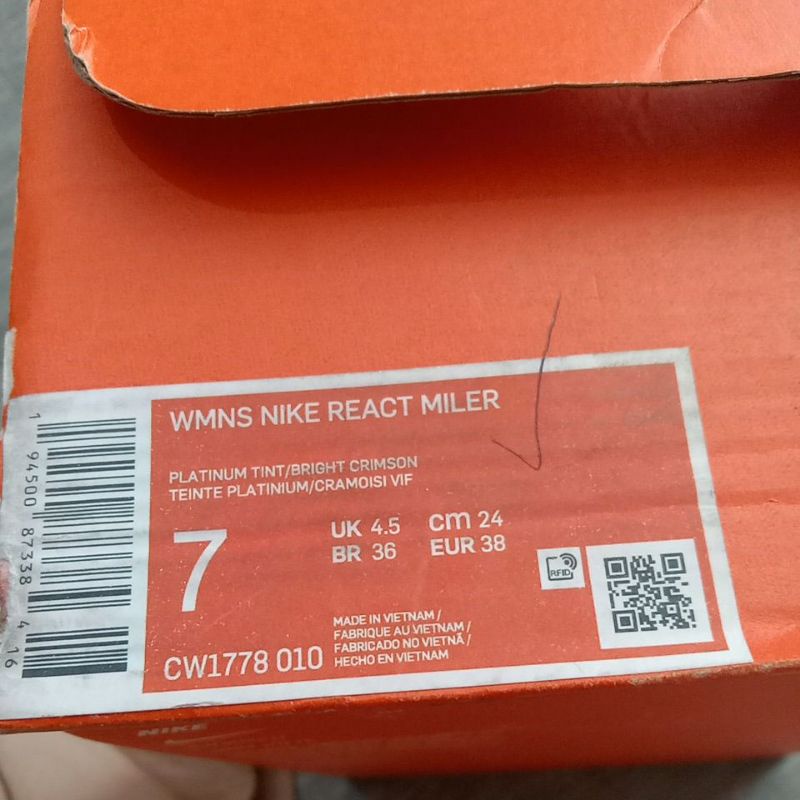 WMNS NIKE REACT MILER
PLATINUM TINT/BRIGHT CRIMSON
TEINTE PLATINIUM/CRAMOISI VIF
7
UK 4.5 cm 24
BR 36 EUR 38
RFID
MADE IN VIETNAM /
FABRIQUE AU VIETNAM /
FABRICADO NO VIETNÃ /
HECHO EN VIETNAM
CW1778 010
1 94500 87338 4 16
NIKE